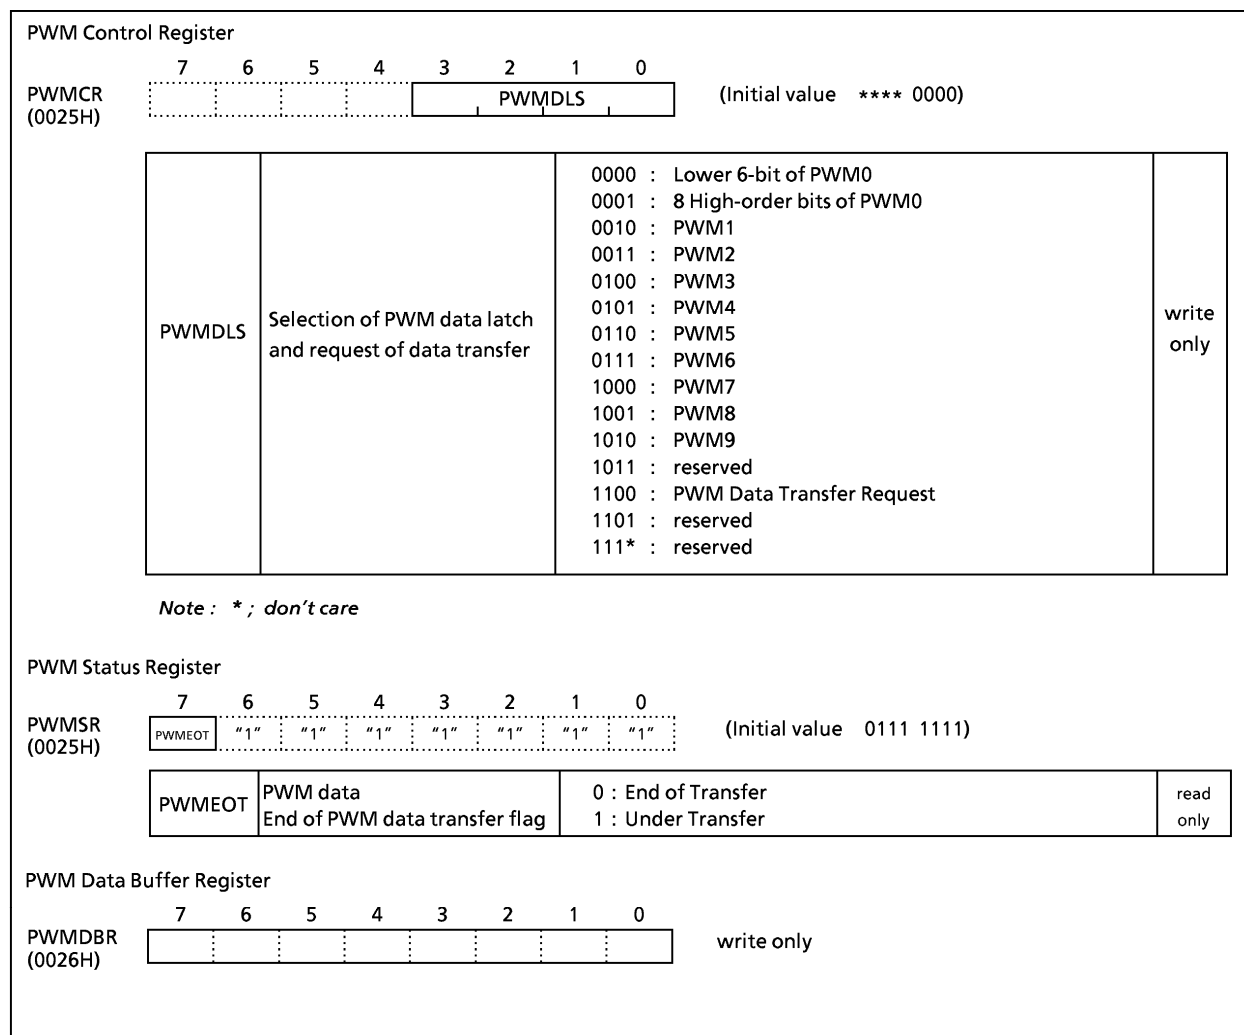 PWM Control Register
7 6 5 4 3 2 1 0
PWMCR PWMDLS (Initial value **** 0000)
(0025H)
0000 : Lower 6-bit of PWM0
0001 : 8 High-order bits of PWM0
0010 : PWM1
0011 : PWM2
0100 : PWM3
0101 : PWM4
PWMDLS Selection of PWM data latch 0110 : PWM5 write
and request of data transfer 0111 : PWM6 only
1000 : PWM7
1001 : PWM8
1010 : PWM9
1011 : reserved
1100 : PWM Data Transfer Request
1101 : reserved
111* : reserved
Note : * ; don't care
PWM Status Register
7 6 5 4 3 2 1 0
PWMSR PWMEOT "1" "1" "1" "1" "1" "1" "1" (Initial value 0111 1111)
(0025H)
PWMEOT PWM data 0 : End of Transfer read
End of PWM data transfer flag 1 : Under Transfer only
PWM Data Buffer Register
7 6 5 4 3 2 1 0
PWMDBR write only
(0026H)